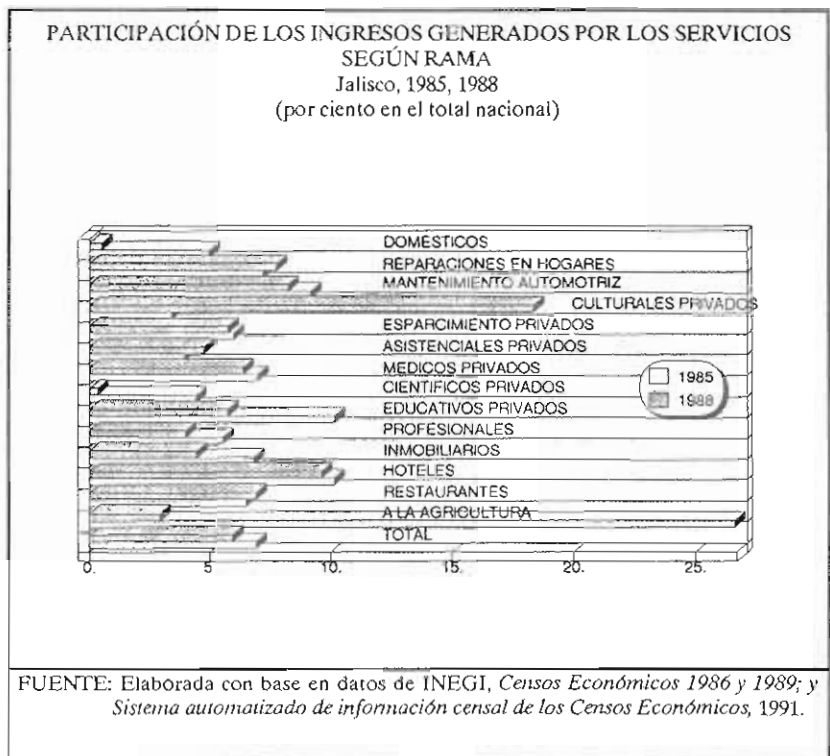 PARTICIPACIÓN DE LOS INGRESOS GENERADOS POR LOS SERVICIOS
SEGÚN RAMA
Jalisco, 1985, 1988
(por ciento en el total nacional)
DOMESTICOS
REPARACIONES EN HOGARES
MANTENIMIENTO AUTOMOTRIZ
CULTURALES PRIVADOS
ESPARCIMIENTO PRIVADOS
ASISTENCIALES PRIVADOS
MEDICOS PRIVADOS
CIENTIFICOS PRIVADOS
EDUCATIVOS PRIVADOS
PROFESIONALES
INMOBILIARIOS
HOTELES
RESTAURANTES
A LA AGRICULTURA
TOTAL
1985
1988
0. 5 10. 15. 20. 25.
FUENTE: Elaborada con base en datos de INEGI, Censos Económicos 1986 y 1989; y
Sistema automatizado de información censal de los Censos Económicos, 1991.